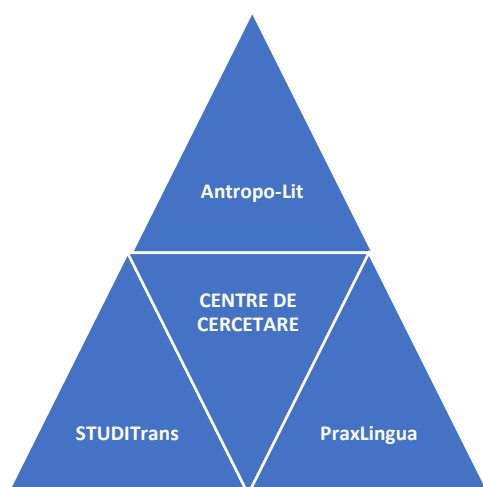 Antropo-Lit
CENTRE DE
CERCETARE
STUDITrans
PraxLingua